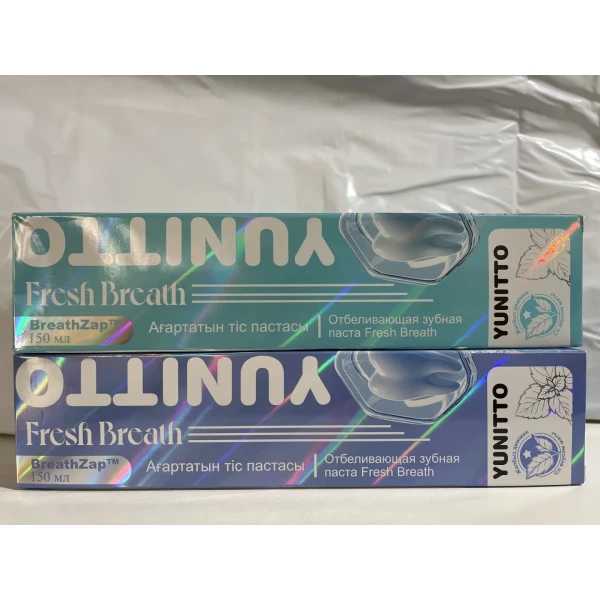 YUNITTO
Fresh Breath
BreathZap™
150 мл
Ағартатын тіс пастасы
Отбеливающая зубная
паста Fresh Breath
YUNITTO
YUNITTO
Fresh Breath
BreathZap™
150 мл
Ағартатын тіс пастасы
Отбеливающая зубная
паста Fresh Breath
YUNITTO